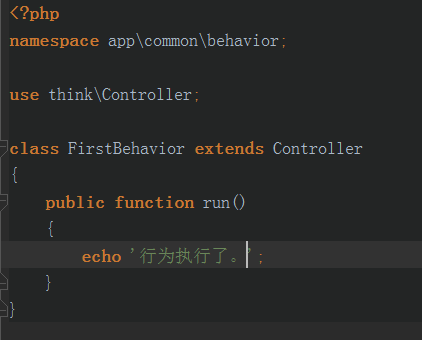 <?php
namespace app\common\behavior;
use think\Controller;
class FirstBehavior extends Controller
{
public function run()
{
echo '行为执行了。';
}
}